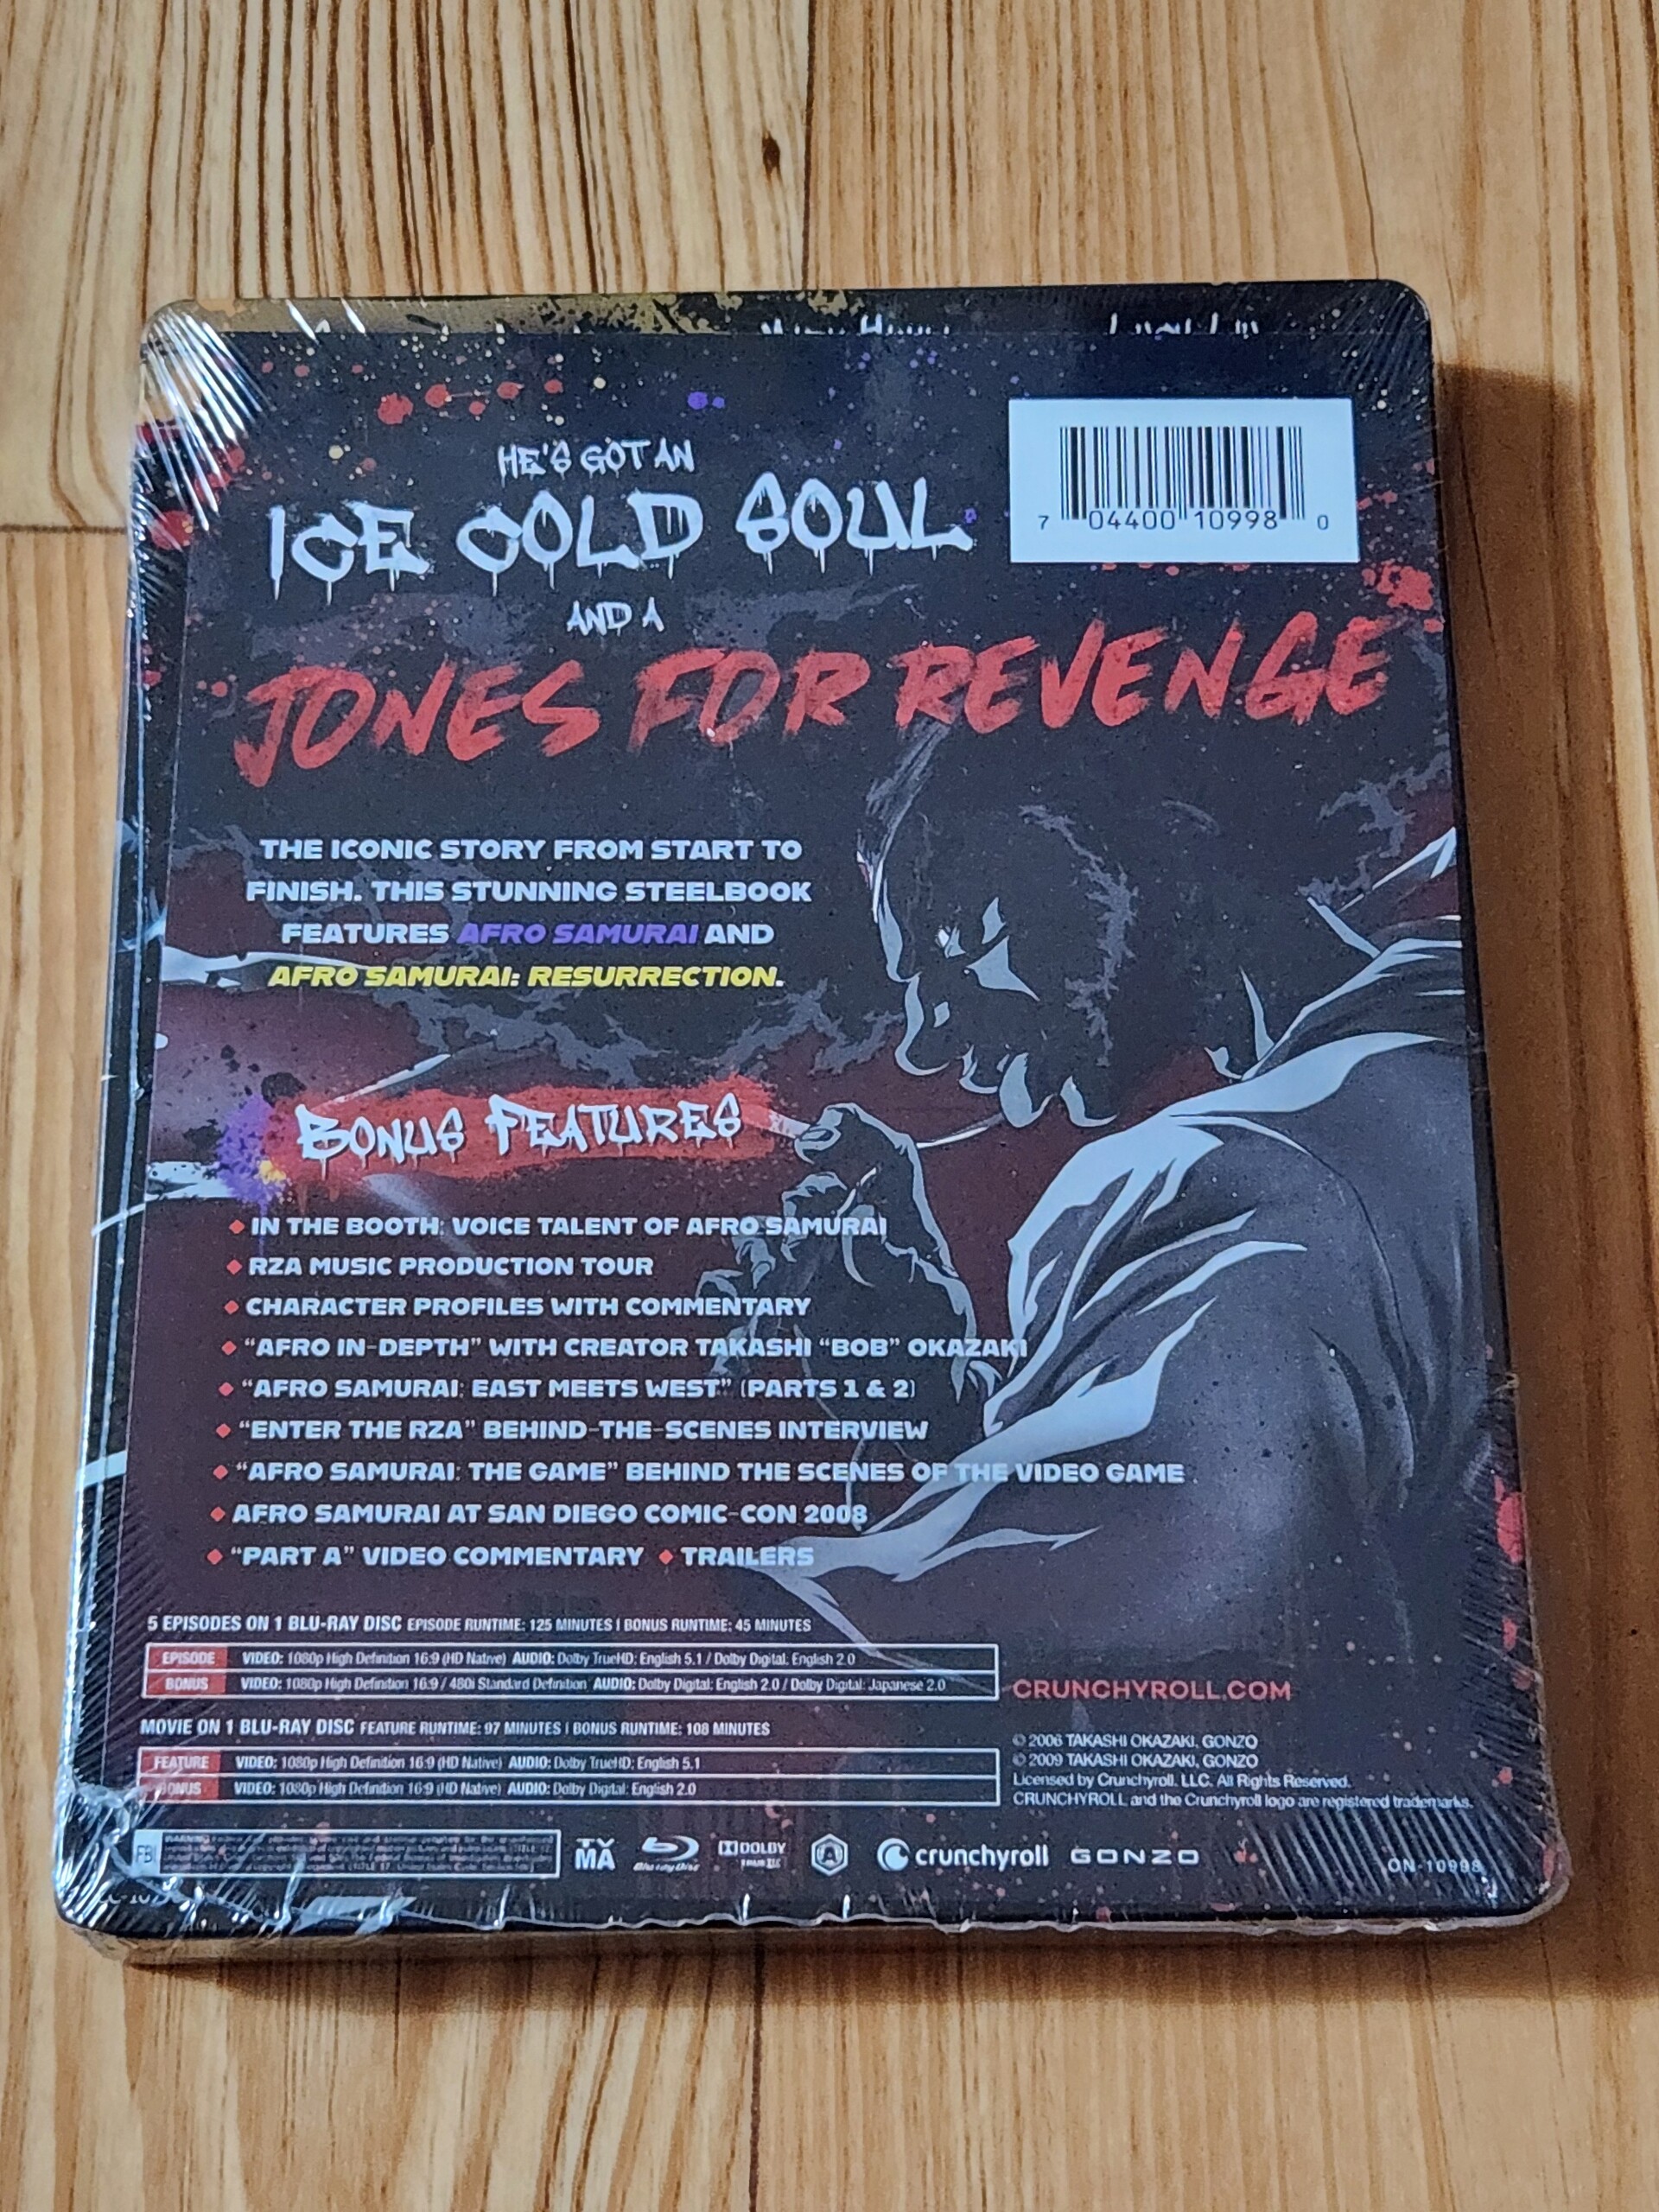 HE'S GOT AN
ICE COLD SOUL
AND A
JONES FOR REVENGE
7 04400 10998 0
THE ICONIC STORY FROM START TO
FINISH. THIS STUNNING STEELBOOK
FEATURES AFRO SAMURAI AND
AFRO SAMURAI: RESURRECTION.
BONUS FEATURES
IN THE BOOTH: VOICE TALENT OF AFRO SAMURAI
RZA MUSIC PRODUCTION TOUR
CHARACTER PROFILES WITH COMMENTARY
“AFRO IN-DEPTH” WITH CREATOR TAKASHI “BOB” OKAZAKI
“AFRO SAMURAI: EAST MEETS WEST” (PARTS 1 & 2)
“ENTER THE RZA” BEHIND-THE-SCENES INTERVIEW
“AFRO SAMURAI: THE GAME” BEHIND THE SCENES OF THE VIDEO GAME
AFRO SAMURAI AT SAN DIEGO COMIC-CON 2008
“PART A” VIDEO COMMENTARY ♦ TRAILERS
5 EPISODES ON 1 BLU-RAY DISC EPISODE RUNTIME: 125 MINUTES | BONUS RUNTIME: 45 MINUTES
EPISODE VIDEO: 1080p High Definition 16:9 (HD Native) AUDIO: Dolby TrueHD: English 5.1 / Dolby Digital: English 2.0
BONUS VIDEO: 1080p High Definition 16:9 / 480i Standard Definition AUDIO: Dolby Digital: English 2.0 / Dolby Digital: Japanese 2.0
MOVIE ON 1 BLU-RAY DISC FEATURE RUNTIME: 97 MINUTES | BONUS RUNTIME: 108 MINUTES
FEATURE VIDEO: 1080p High Definition 16:9 (HD Native) AUDIO: Dolby TrueHD: English 5.1
BONUS VIDEO: 1080p High Definition 16:9 (HD Native) AUDIO: Dolby Digital: English 2.0
CRUNCHYROLL.COM
© 2006 TAKASHI OKAZAKI, GONZO
© 2009 TAKASHI OKAZAKI, GONZO
Licensed by Crunchyroll, LLC. All Rights Reserved.
CRUNCHYROLL and the Crunchyroll logo are registered trademarks.
FBI WARNING
TV MA
Blu-ray Disc
DOLBY TRUEHD
A
crunchyroll
GONZO
ON-10998